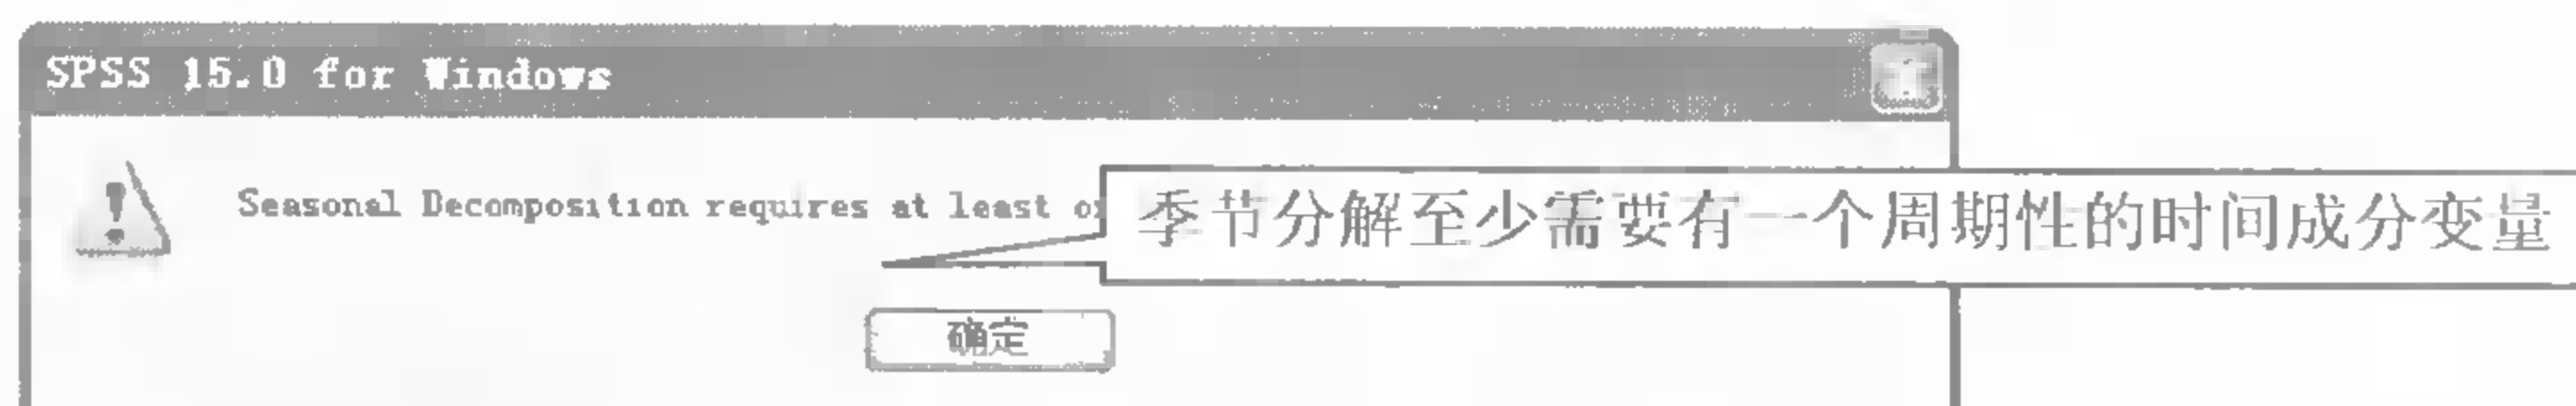 SPSS 15.0 for Windows
Seasonal Decomposition requires at least
季节分解至少需要有一个周期性的时间成分变量
确定